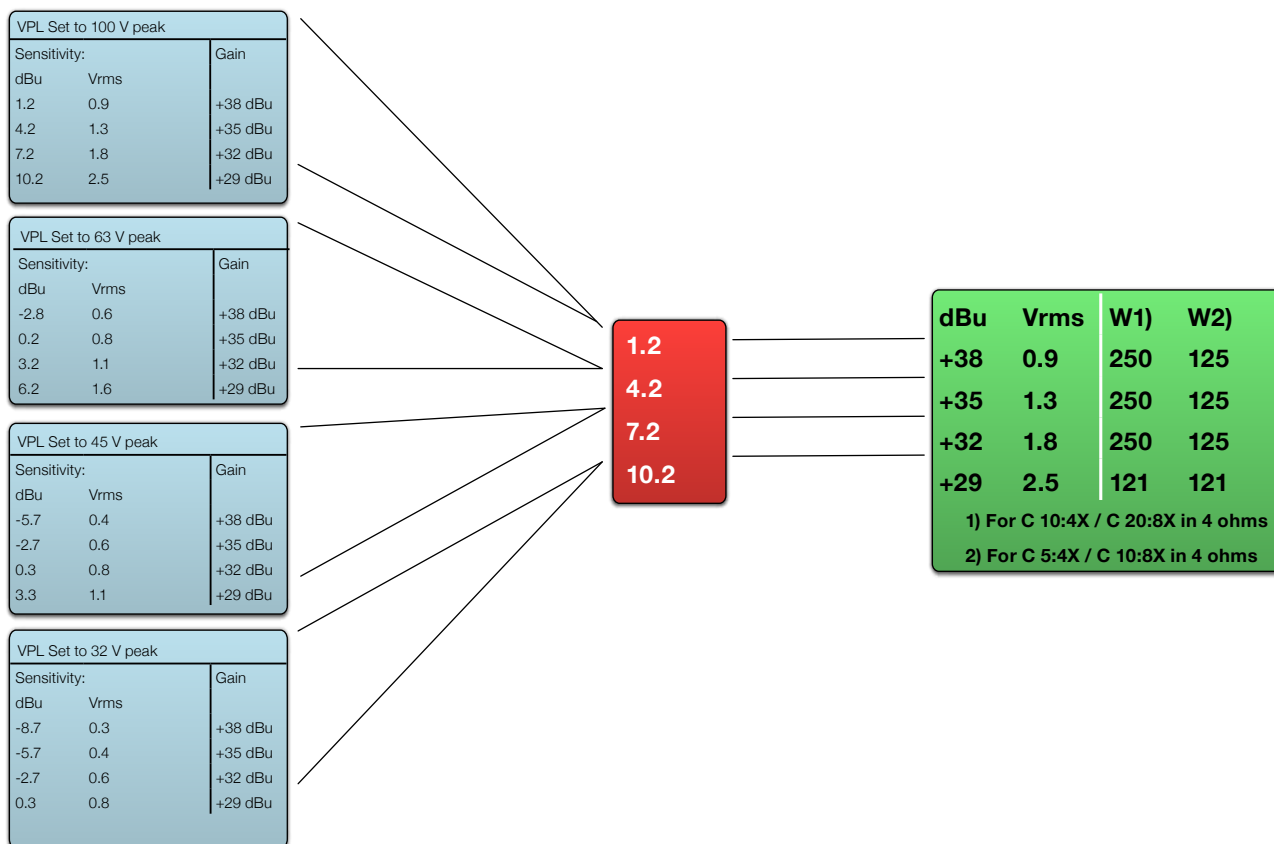 VPL Set to 100 V peak
Sensitivity: Gain
dBu Vrms
1.2 0.9 +38 dBu
4.2 1.3 +35 dBu
7.2 1.8 +32 dBu
10.2 2.5 +29 dBu
VPL Set to 63 V peak
Sensitivity: Gain
dBu Vrms
-2.8 0.6 +38 dBu
0.2 0.8 +35 dBu
3.2 1.1 +32 dBu
6.2 1.6 +29 dBu
VPL Set to 45 V peak
Sensitivity: Gain
dBu Vrms
-5.7 0.4 +38 dBu
-2.7 0.6 +35 dBu
0.3 0.8 +32 dBu
3.3 1.1 +29 dBu
VPL Set to 32 V peak
Sensitivity: Gain
dBu Vrms
-8.7 0.3 +38 dBu
-5.7 0.4 +35 dBu
-2.7 0.6 +32 dBu
0.3 0.8 +29 dBu
1.2
4.2
7.2
10.2
dBu Vrms W1) W2)
+38 0.9 250 125
+35 1.3 250 125
+32 1.8 250 125
+29 2.5 121 121
1) For C 10:4X / C 20:8X in 4 ohms
2) For C 5:4X / C 10:8X in 4 ohms